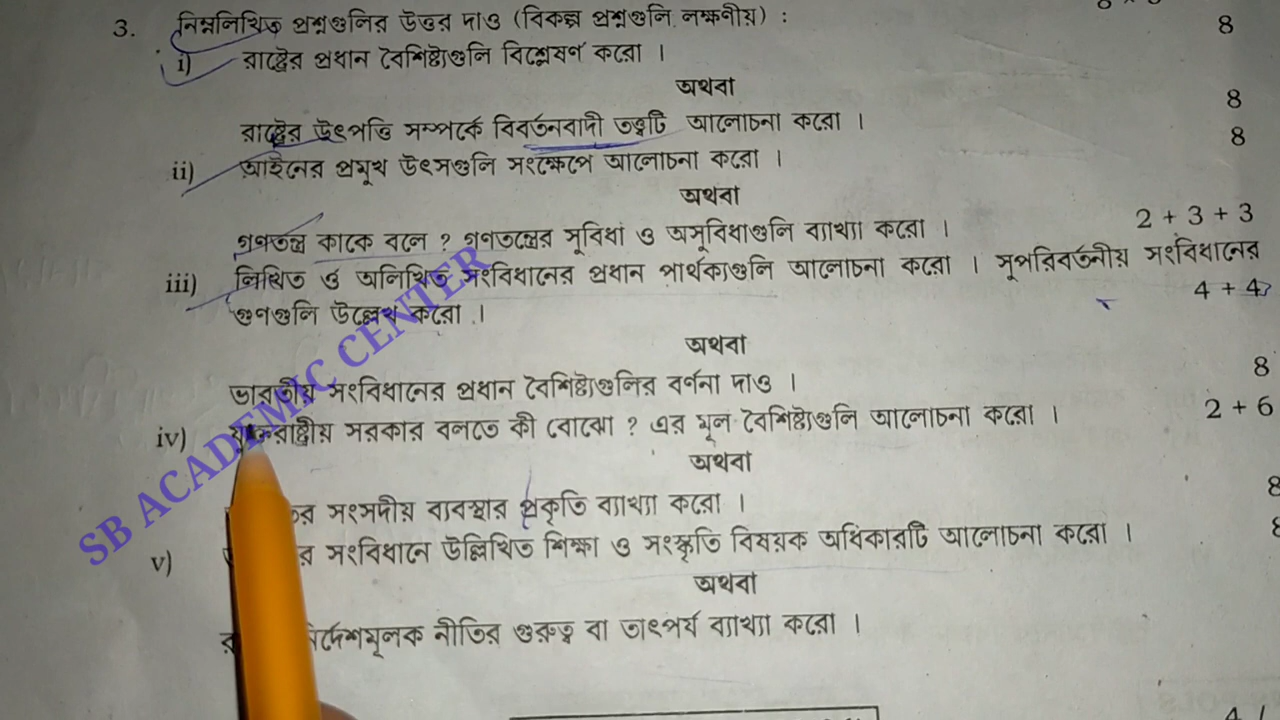 3. নিম্নলিখিত প্রশ্নগুলির উত্তর দাও (বিকল্প প্রশ্নগুলি লক্ষণীয়) :
i) রাষ্ট্রের প্রধান বৈশিষ্ট্যগুলি বিশ্লেষণ করো । 8
অথবা
রাষ্ট্রের উৎপত্তি সম্পর্কে বিবর্তনবাদী তত্ত্বটি আলোচনা করো । 8
ii) আইনের প্রমুখ উৎসগুলি সংক্ষেপে আলোচনা করো । 8
অথবা
গণতন্ত্র কাকে বলে ? গণতন্ত্রের সুবিধা ও অসুবিধাগুলি ব্যাখ্যা করো । 2 + 3 + 3
iii) লিখিত ও অলিখিত সংবিধানের প্রধান পার্থক্যগুলি আলোচনা করো । সুপরিবর্তনীয় সংবিধানের
গুণগুলি উল্লেখ করো । 4 + 4
অথবা
ভারতীয় সংবিধানের প্রধান বৈশিষ্ট্যগুলির বর্ণনা দাও । 8
iv) সরকার বলতে কী বোঝো ? এর মূল বৈশিষ্ট্যগুলি আলোচনা করো । 2 + 6
অথবা
সংসদীয় ব্যবস্থার প্রকৃতি ব্যাখ্যা করো । 8
v) সংবিধানে উল্লিখিত শিক্ষা ও সংস্কৃতি বিষয়ক অধিকারটি আলোচনা করো ।
অথবা
নীতির গুরুত্ব বা তাৎপর্য ব্যাখ্যা করো ।
SB ACADEMIC CENTER